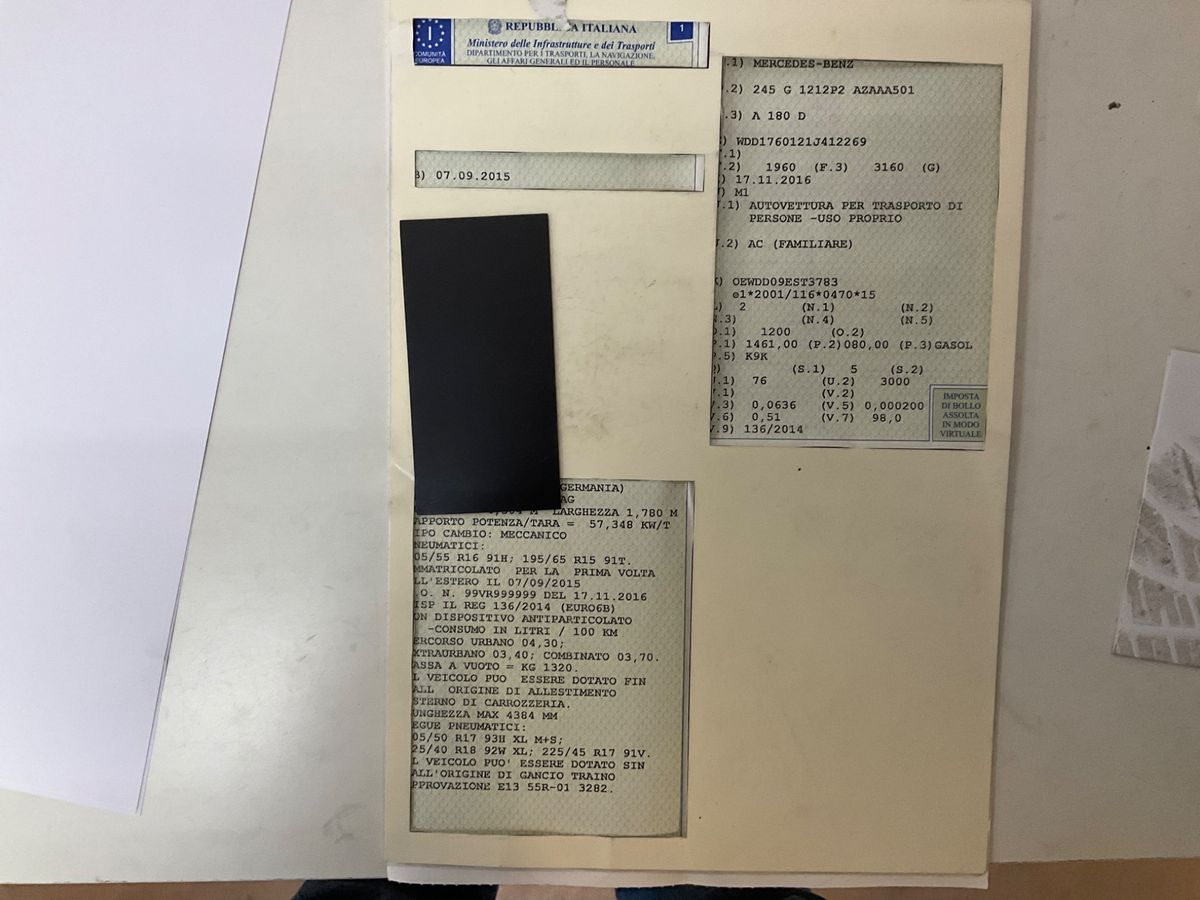 REPUBBLICA ITALIANA
1
COMUNITÀ
EUROPEA
Ministero delle Infrastrutture e dei Trasporti
DIPARTIMENTO PER I TRASPORTI, LA NAVIGAZIONE,
GLI AFFARI GENERALI ED IL PERSONALE
B) 07.09.2015
GERMANIA)
AG
LARGHEZZA 1,780 M
APPORTO POTENZA/TARA = 57,348 KW/T
IPO CAMBIO: MECCANICO
NEUMATICI:
05/55 R16 91H; 195/65 R15 91T.
MMATRICOLATO PER LA PRIMA VOLTA
LL'ESTERO IL 07/09/2015
.O. N. 99VR999999 DEL 17.11.2016
ISP IL REG 136/2014 (EURO6B)
ON DISPOSITIVO ANTIPARTICOLATO
-CONSUMO IN LITRI / 100 KM
ERCORSO URBANO 04,30;
XTRAURBANO 03,40; COMBINATO 03,70.
ASSA A VUOTO = KG 1320.
L VEICOLO PUO ESSERE DOTATO FIN
ALL ORIGINE DI ALLESTIMENTO
STERNO DI CARROZZERIA.
UNGHEZZA MAX 4384 MM
EGUE PNEUMATICI:
05/50 R17 93H XL M+S;
25/40 R18 92W XL; 225/45 R17 91V.
L VEICOLO PUO' ESSERE DOTATO SIN
ALL'ORIGINE DI GANCIO TRAINO
PPROVAZIONE E13 55R-01 3282.
.1) MERCEDES-BENZ
.2) 245 G 1212P2 AZAAA501
.3) A 180 D
) WDD1760121J412269
.1)
.2) 1960 (F.3) 3160 (G)
) 17.11.2016
) M1
.1) AUTOVETTURA PER TRASPORTO DI
PERSONE -USO PROPRIO
.2) AC (FAMILIARE)
) OEWDD09EST3783
e1*2001/116*0470*15
) 2 (N.1) (N.2)
N.3) (N.4) (N.5)
O.1) 1200 (O.2)
P.1) 1461,00 (P.2)080,00 (P.3)GASOL
P.5) K9K
) (S.1) 5 (S.2)
U.1) 76 (U.2) 3000
V.1) (V.2)
V.3) 0,0636 (V.5) 0,000200
V.6) 0,51 (V.7) 98,0
V.9) 136/2014
IMPOSTA
DI BOLLO
ASSOLTA
IN MODO
VIRTUALE